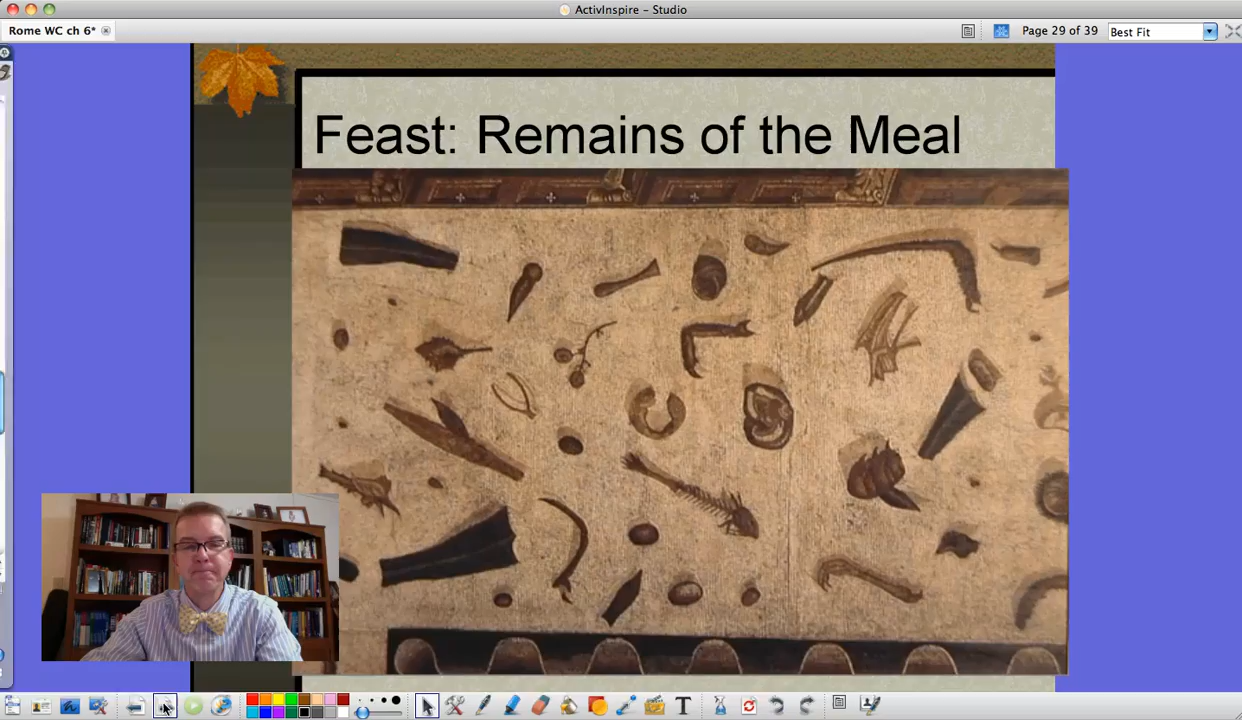 ActivInspire – Studio
Rome WC ch 6*
Page 29 of 39
Best Fit
Feast: Remains of the Meal
T